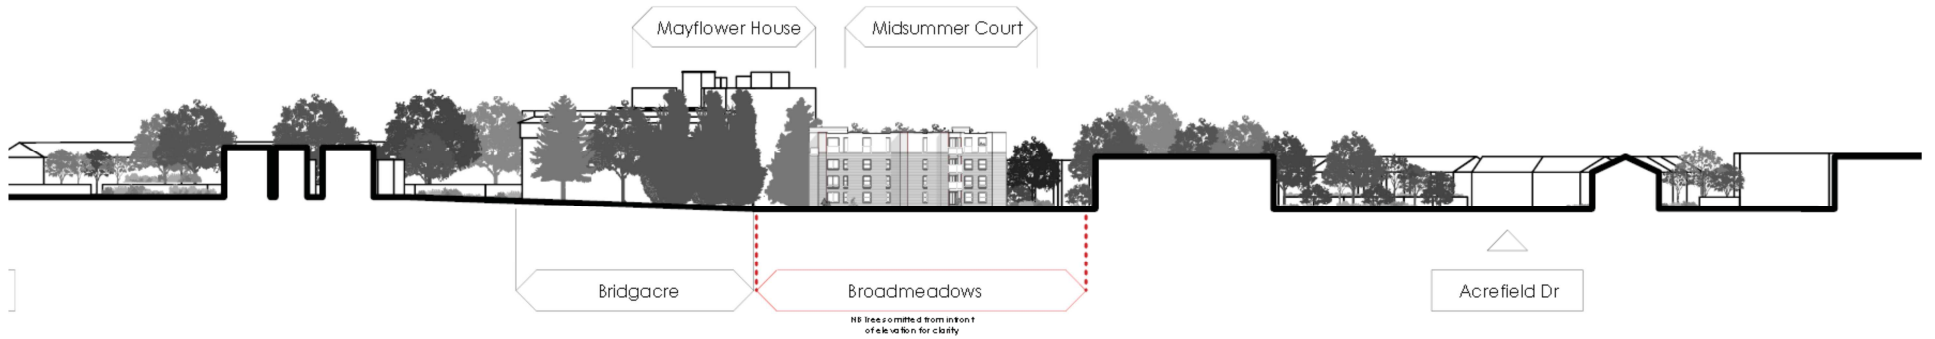 Mayflower House
Midsummer Court
Bridgacre
Broadmeadows
Acrefield Dr
NB Trees omitted from infront
of elevation for clarity